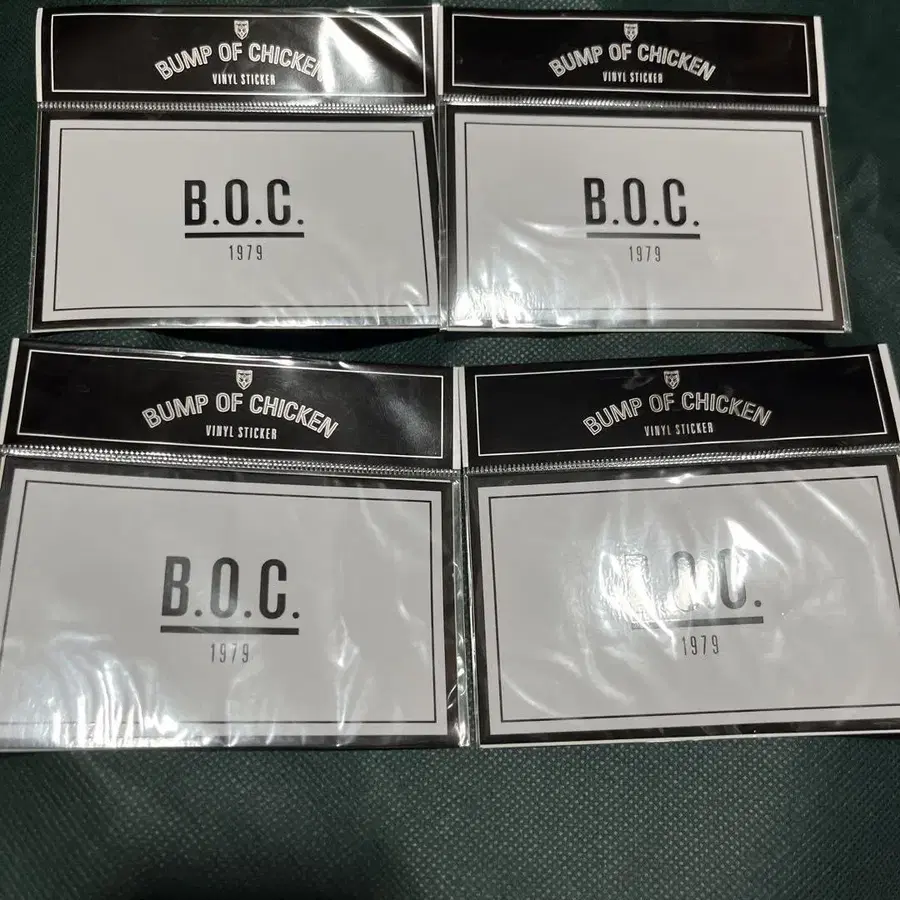 BUMP OF CHICKEN
VINYL STICKER
B.O.C.
1979
BUMP OF CHICKEN
VINYL STICKER
B.O.C.
1979
BUMP OF CHICKEN
VINYL STICKER
B.O.C.
1979
BUMP OF CHICKEN
VINYL STICKER
B.O.C.
1979